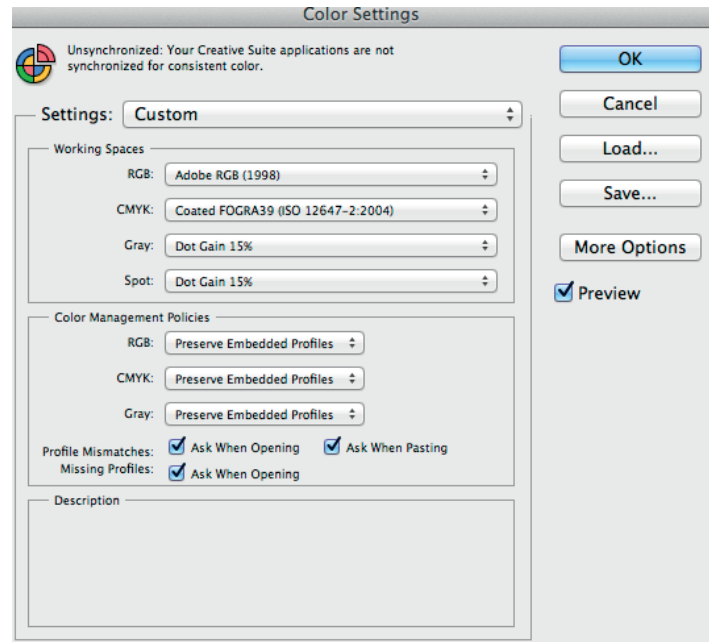 Color Settings
Unsynchronized: Your Creative Suite applications are not
synchronized for consistent color.
OK
Cancel
Load...
Save...
More Options
Preview
Settings: Custom
Working Spaces
RGB: Adobe RGB (1998)
CMYK: Coated FOGRA39 (ISO 12647-2:2004)
Gray: Dot Gain 15%
Spot: Dot Gain 15%
Color Management Policies
RGB: Preserve Embedded Profiles
CMYK: Preserve Embedded Profiles
Gray: Preserve Embedded Profiles
Profile Mismatches: Ask When Opening Ask When Pasting
Missing Profiles: Ask When Opening
Description